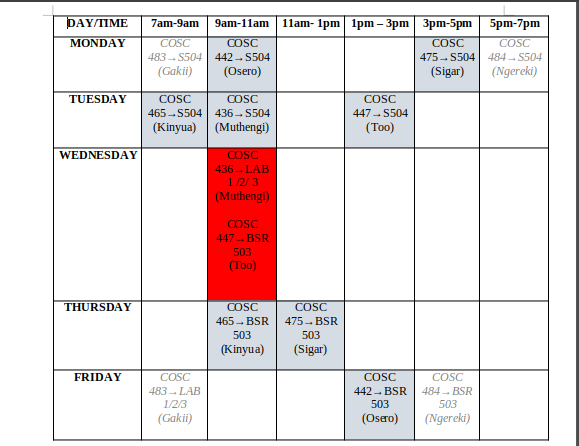 DAY/TIME 7am-9am 9am-11am 11am- 1pm 1pm – 3pm 3pm-5pm 5pm-7pm
MONDAY
COSC
483→S504
(Gakii)
COSC
442→S504
(Osero)
COSC
475→S504
(Sigar)
COSC
484→S504
(Ngereki)
TUESDAY
COSC
465→S504
(Kinyua)
COSC
436→S504
(Muthengi)
COSC
447→S504
(Too)
WEDNESDAY
COSC
436→LAB
1 /2/ 3
(Muthengi)
COSC
447→BSR
503
(Too)
THURSDAY
COSC
465→BSR
503
(Kinyua)
COSC
475→BSR
503
(Sigar)
FRIDAY
COSC
483→LAB
1/2/3
(Gakii)
COSC
442→BSR
503
(Osero)
COSC
484→BSR
503
(Ngereki)